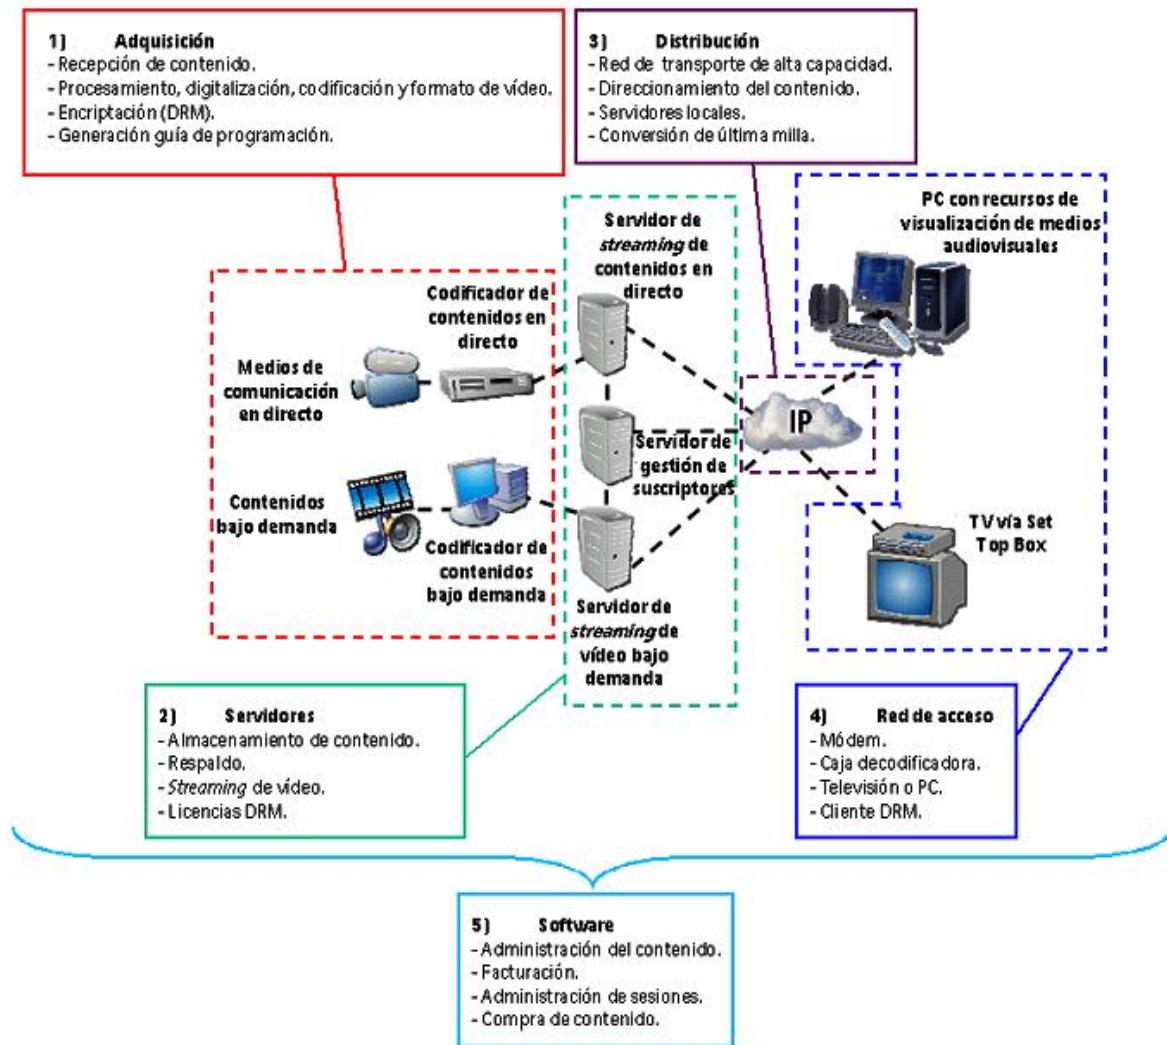 1) Adquisición
- Recepción de contenido.
- Procesamiento, digitalización, codificación y formato de vídeo.
- Encriptación (DRM).
- Generación guía de programación.
3) Distribución
- Red de transporte de alta capacidad.
- Direccionamiento del contenido.
- Servidores locales.
- Conversión de última milla.
PC con recursos de
visualización de medios
audiovisuales
Servidor de
streaming de
contenidos en
directo
Codificador de
contenidos en
directo
Medios de
comunicación
en directo
IP
Servidor de
gestión de
suscriptores
Contenidos
bajo demanda
Codificador de
contenidos
bajo demanda
TV vía Set
Top Box
Servidor de
streaming de
vídeo bajo
demanda
2) Servidores
- Almacenamiento de contenido.
- Respaldo.
- Streaming de vídeo.
- Licencias DRM.
4) Red de acceso
- Módem.
- Caja decodificadora.
- Televisión o PC.
- Cliente DRM.
5) Software
- Administración del contenido.
- Facturación.
- Administración de sesiones.
- Compra de contenido.